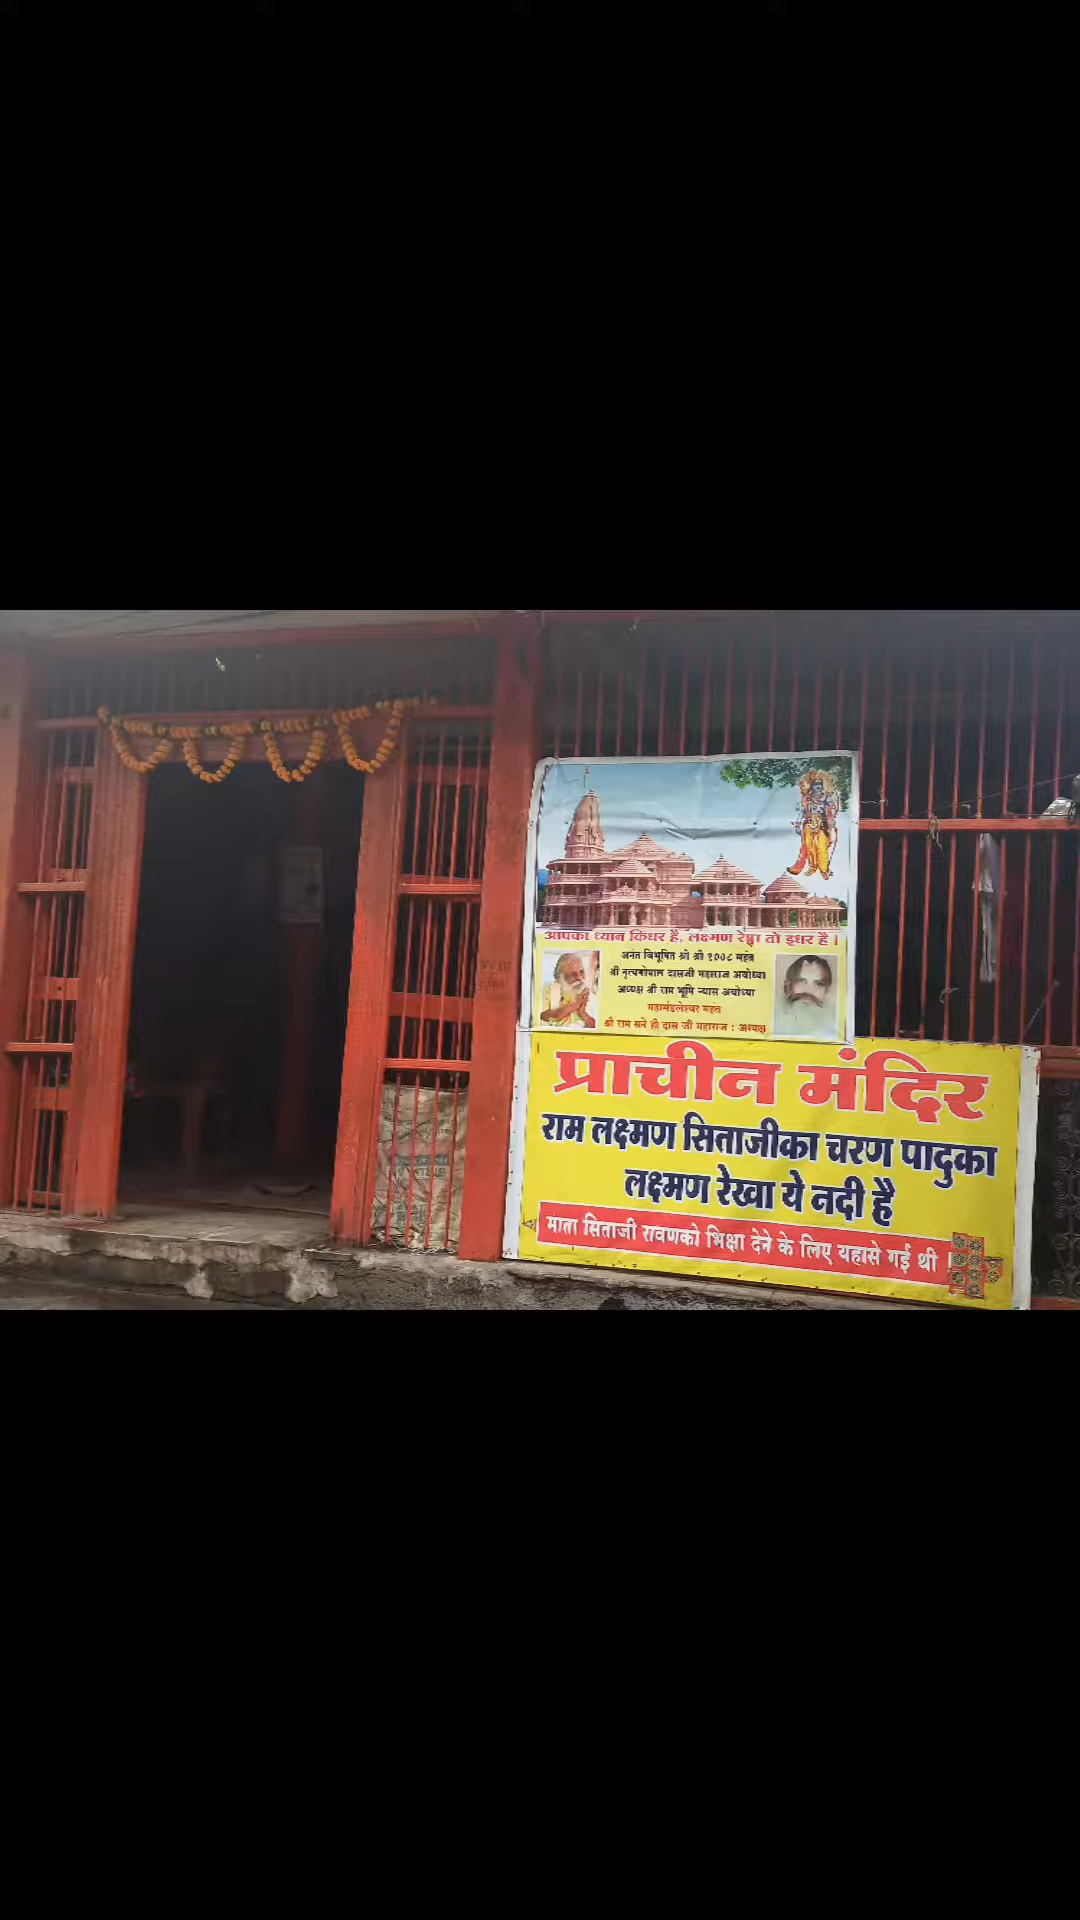 आपका ध्यान किधर है, लक्ष्मण रेखा तो इधर है।
अनंत विभूषित श्री श्री १००८ महंत
श्री नृत्यगोपाल दासजी महाराज अयोध्या
अध्यक्ष श्री राम भूमि न्यास अयोध्या
महामंडलेश्वर महंत
श्री राम सने ही दास जी महाराज : अध्यक्ष
प्राचीन मंदिर
राम लक्ष्मण सिताजीका चरण पादुका
लक्ष्मण रेखा ये नदी है
माता सिताजी रावणको भिक्षा देने के लिए यहासे गई थी